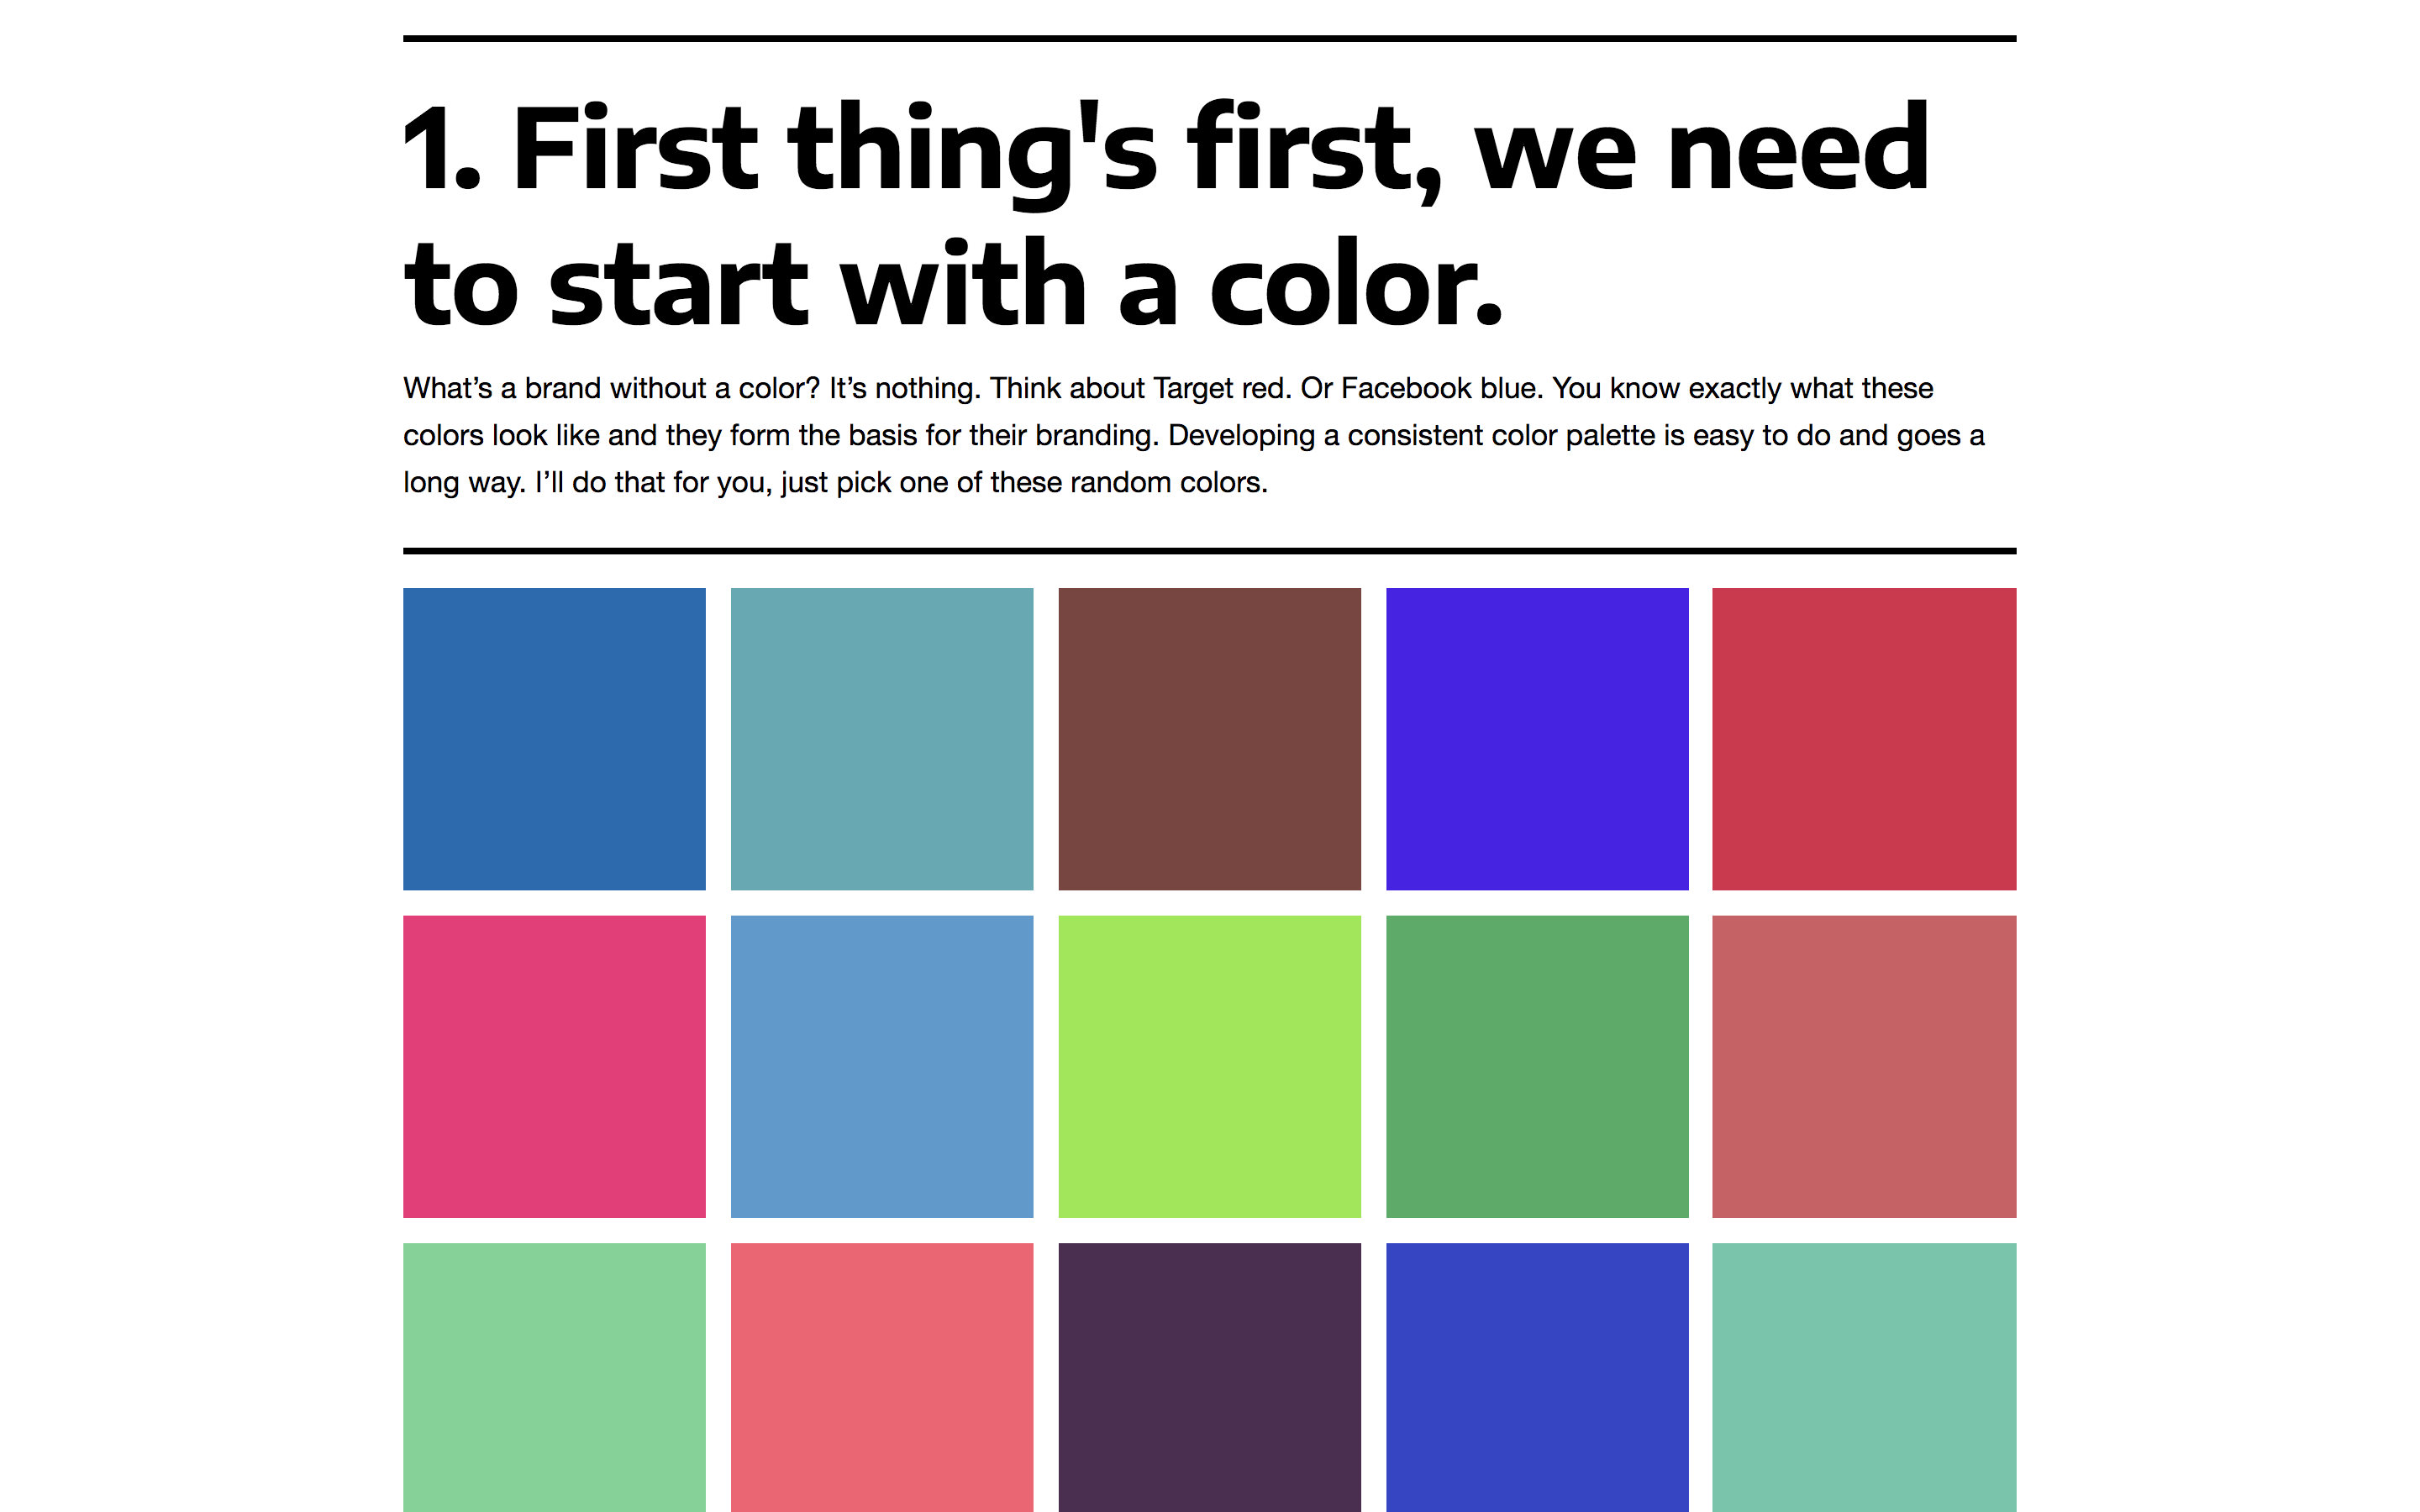 1. First thing's first, we need
to start with a color.
What’s a brand without a color? It’s nothing. Think about Target red. Or Facebook blue. You know exactly what these
colors look like and they form the basis for their branding. Developing a consistent color palette is easy to do and goes a
long way. I’ll do that for you, just pick one of these random colors.